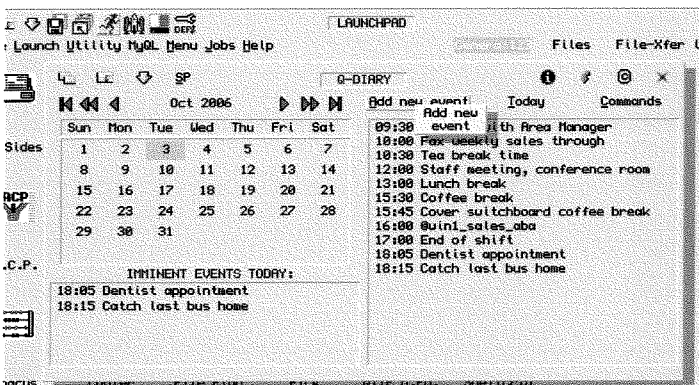 LAUNCHPAD
Launch Utility MyQL Menu Jobs Help
Files File-Xfer
SP
Q-DIARY
Oct 2006
Add new event Today Commands
Add new
event
Sun Mon Tue Wed Thu Fri Sat
1 2 3 4 5 6 7
8 9 10 11 12 13 14
15 16 17 18 19 20 21
22 23 24 25 26 27 28
29 30 31
09:30 with Area Manager
10:00 Fax weekly sales through
10:30 Tea break time
12:00 Staff meeting, conference room
13:00 Lunch break
15:30 Coffee break
15:45 Cover switchboard coffee break
16:00 @win1_sales_aba
17:00 End of shift
18:05 Dentist appointment
18:15 Catch last bus home
IMMINENT EVENTS TODAY:
18:05 Dentist appointment
18:15 Catch last bus home
Sides
ACP
.C.P.